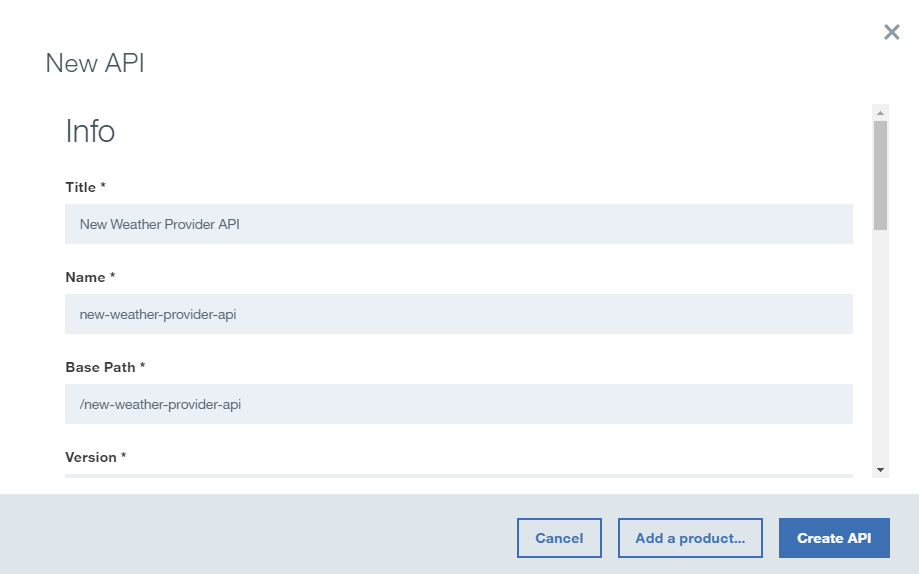 New API
Info
Title *
New Weather Provider API
Name *
new-weather-provider-api
Base Path *
/new-weather-provider-api
Version *
Cancel
Add a product...
Create API